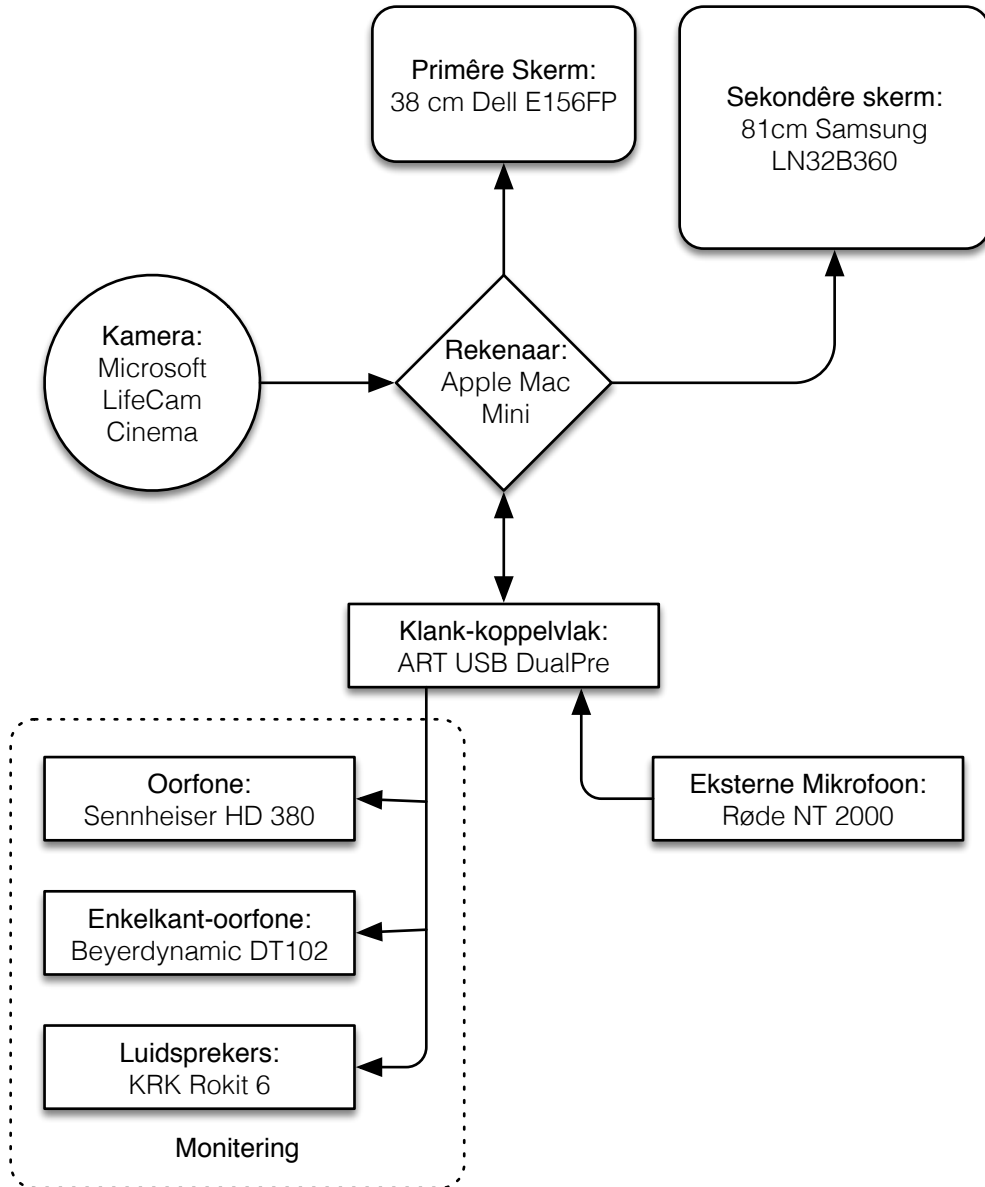 Primêre Skerm:
38 cm Dell E156FP
Sekondêre skerm:
81cm Samsung
LN32B360
Kamera:
Microsoft
LifeCam
Cinema
Rekenaar:
Apple Mac
Mini
Klank-koppelvlak:
ART USB DualPre
Oorfone:
Sennheiser HD 380
Eksterne Mikrofoon:
Røde NT 2000
Enkelkant-oorfone:
Beyerdynamic DT102
Luidsprekers:
KRK Rokit 6
Monitering